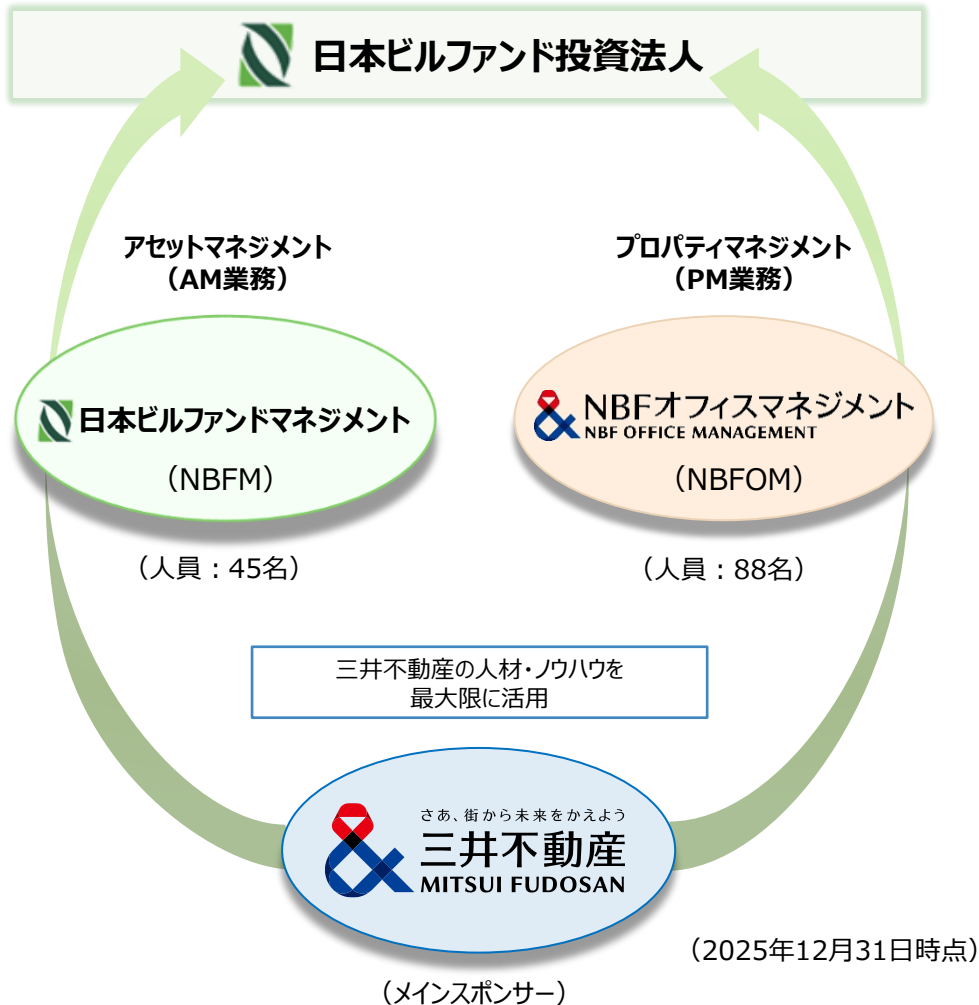 日本ビルファンド投資法人
アセットマネジメント
（AM業務）
プロパティマネジメント
（PM業務）
日本ビルファンドマネジメント
（NBFM）
NBFオフィスマネジメント
NBF OFFICE MANAGEMENT
（NBFOM）
（人員：45名）
（人員：88名）
三井不動産の人材・ノウハウを
最大限に活用
さあ、街から未来をかえよう
三井不動産
MITSUI FUDOSAN
（2025年12月31日時点）
（メインスポンサー）